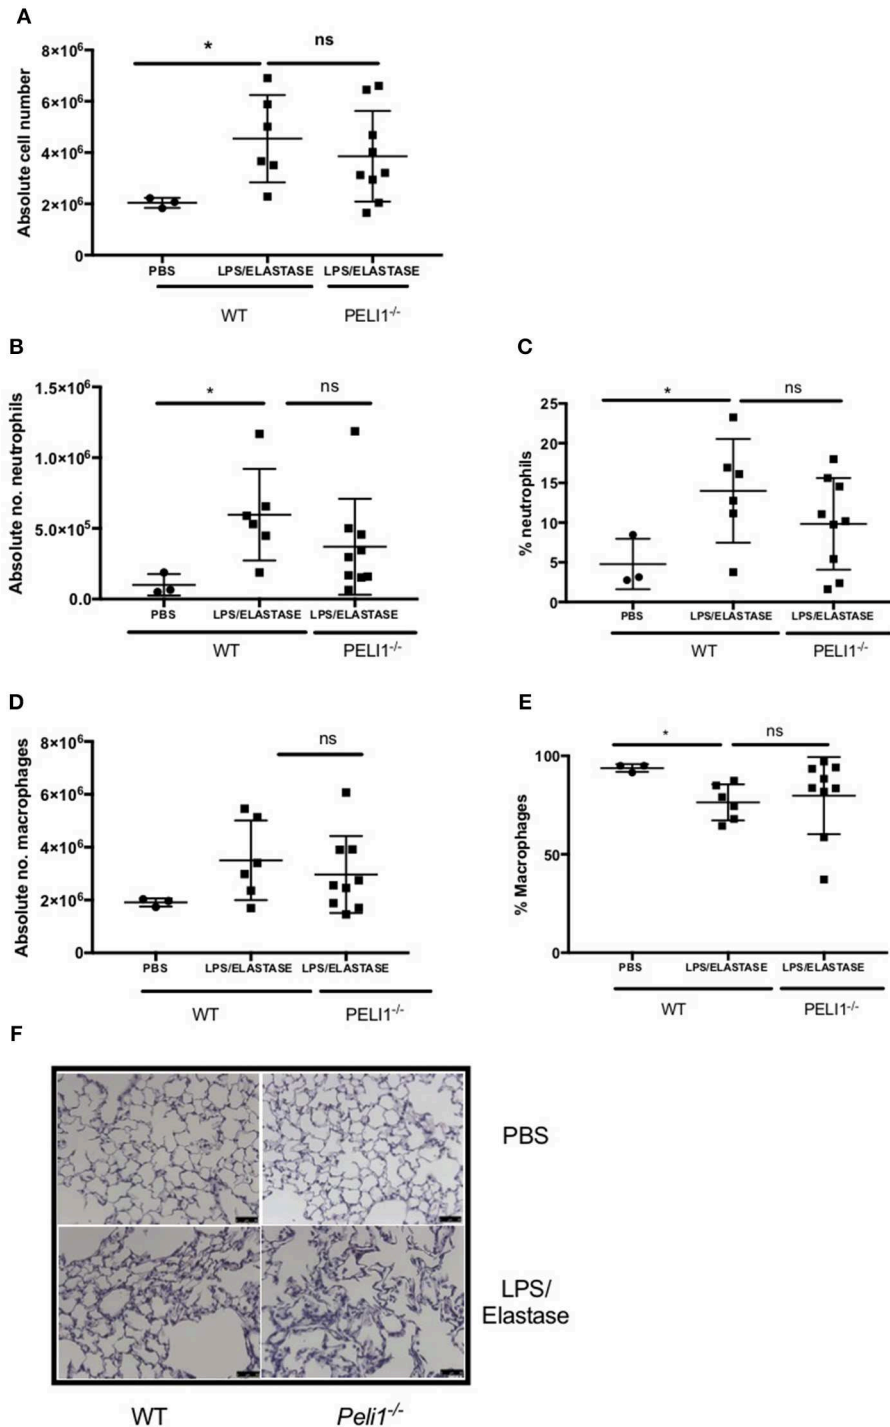 A
* ns
Absolute cell number
8×10⁶
6×10⁶
4×10⁶
2×10⁶
0
PBS LPS/ELASTASE LPS/ELASTASE
WT PELI1⁻/⁻
B
* ns
Absolute no. neutrophils
1.5×10⁶
1.0×10⁶
5.0×10⁵
0.0
PBS LPS/ELASTASE LPS/ELASTASE
WT PELI1⁻/⁻
C
* ns
% neutrophils
25
20
15
10
5
0
PBS LPS/ELASTASE LPS/ELASTASE
WT PELI1⁻/⁻
D
ns
Absolute no. macrophages
8×10⁶
6×10⁶
4×10⁶
2×10⁶
0
PBS LPS/ELASTASE LPS/ELASTASE
WT PELI1⁻/⁻
E
* ns
% Macrophages
100
50
0
PBS LPS/ELASTASE LPS/ELASTASE
WT PELI1⁻/⁻
F
PBS
LPS/
Elastase
WT Peli1⁻/⁻